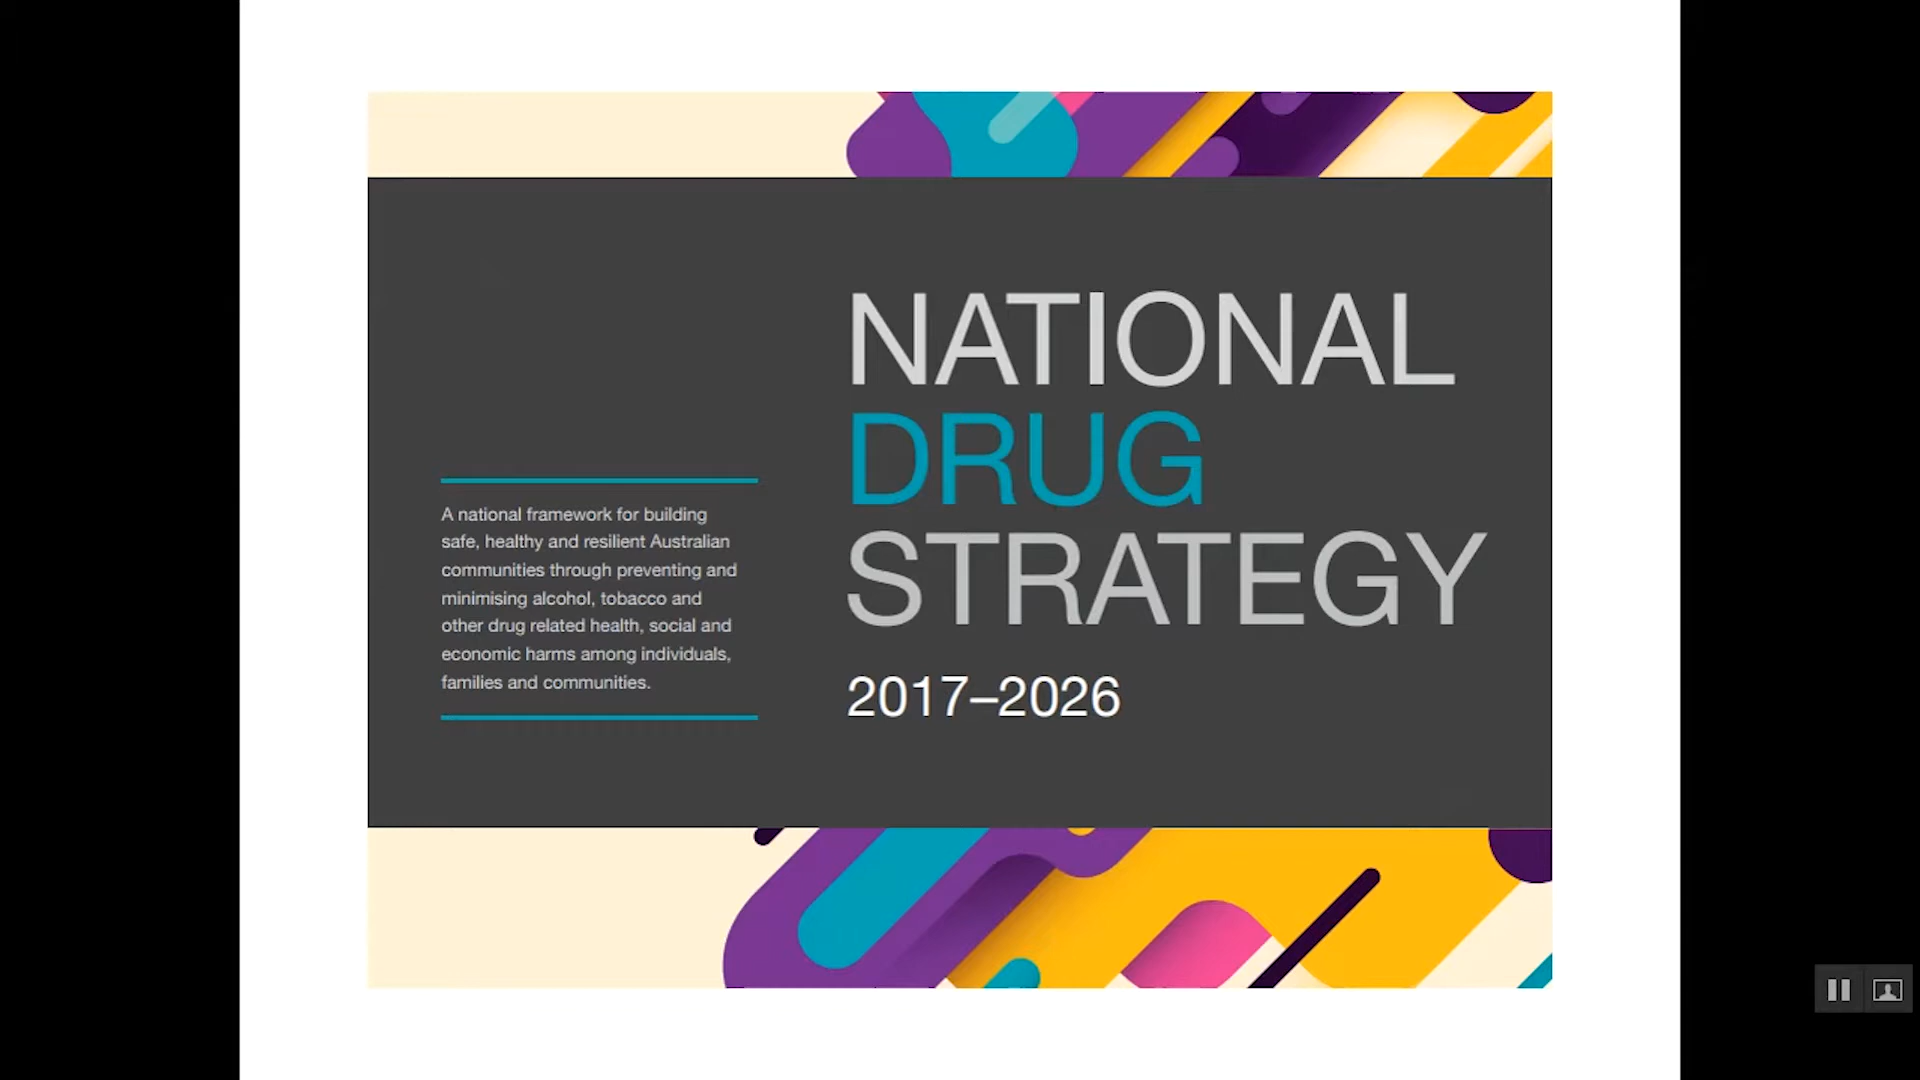 NATIONAL
DRUG
STRATEGY
2017–2026
A national framework for building
safe, healthy and resilient Australian
communities through preventing and
minimising alcohol, tobacco and
other drug related health, social and
economic harms among individuals,
families and communities.